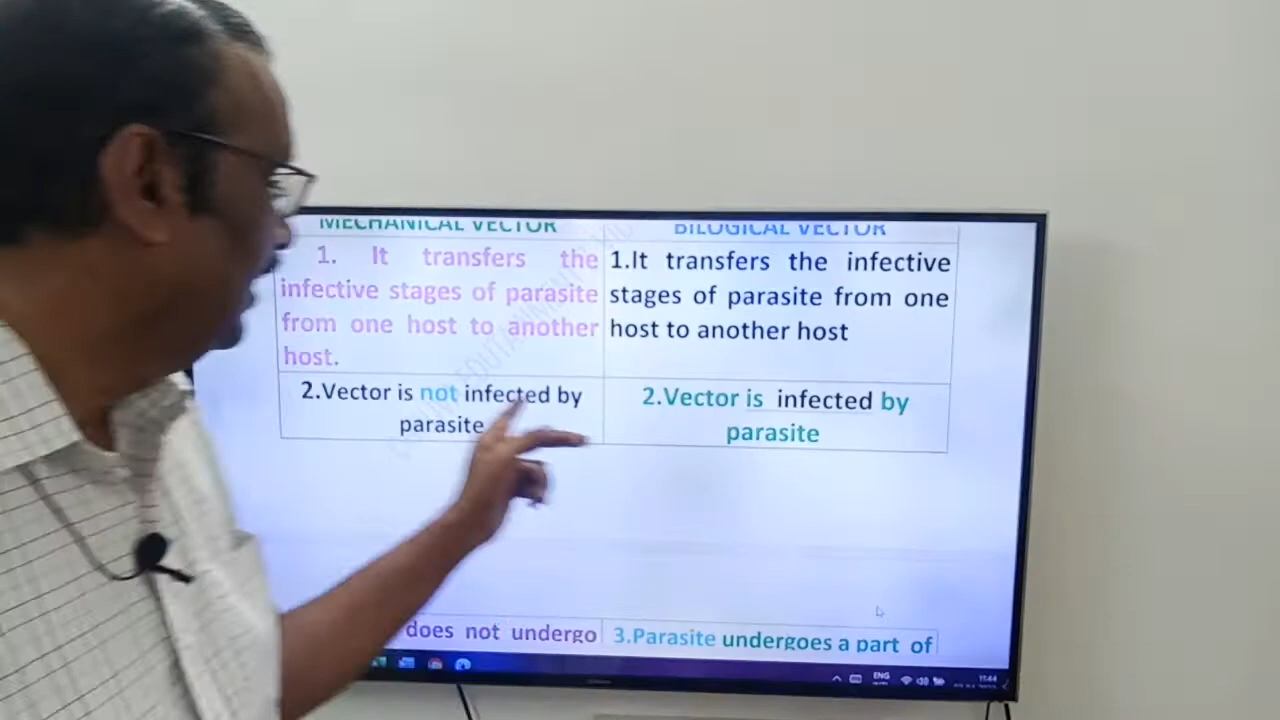 MECHANICAL VECTOR
BILOGICAL VECTOR
1. It transfers the
infective stages of parasite
from one host to another
host.
1.It transfers the infective
stages of parasite from one
host to another host
2.Vector is not infected by
parasite
2.Vector is infected by
parasite
does not undergo
3.Parasite undergoes a part of
ENG
11:44